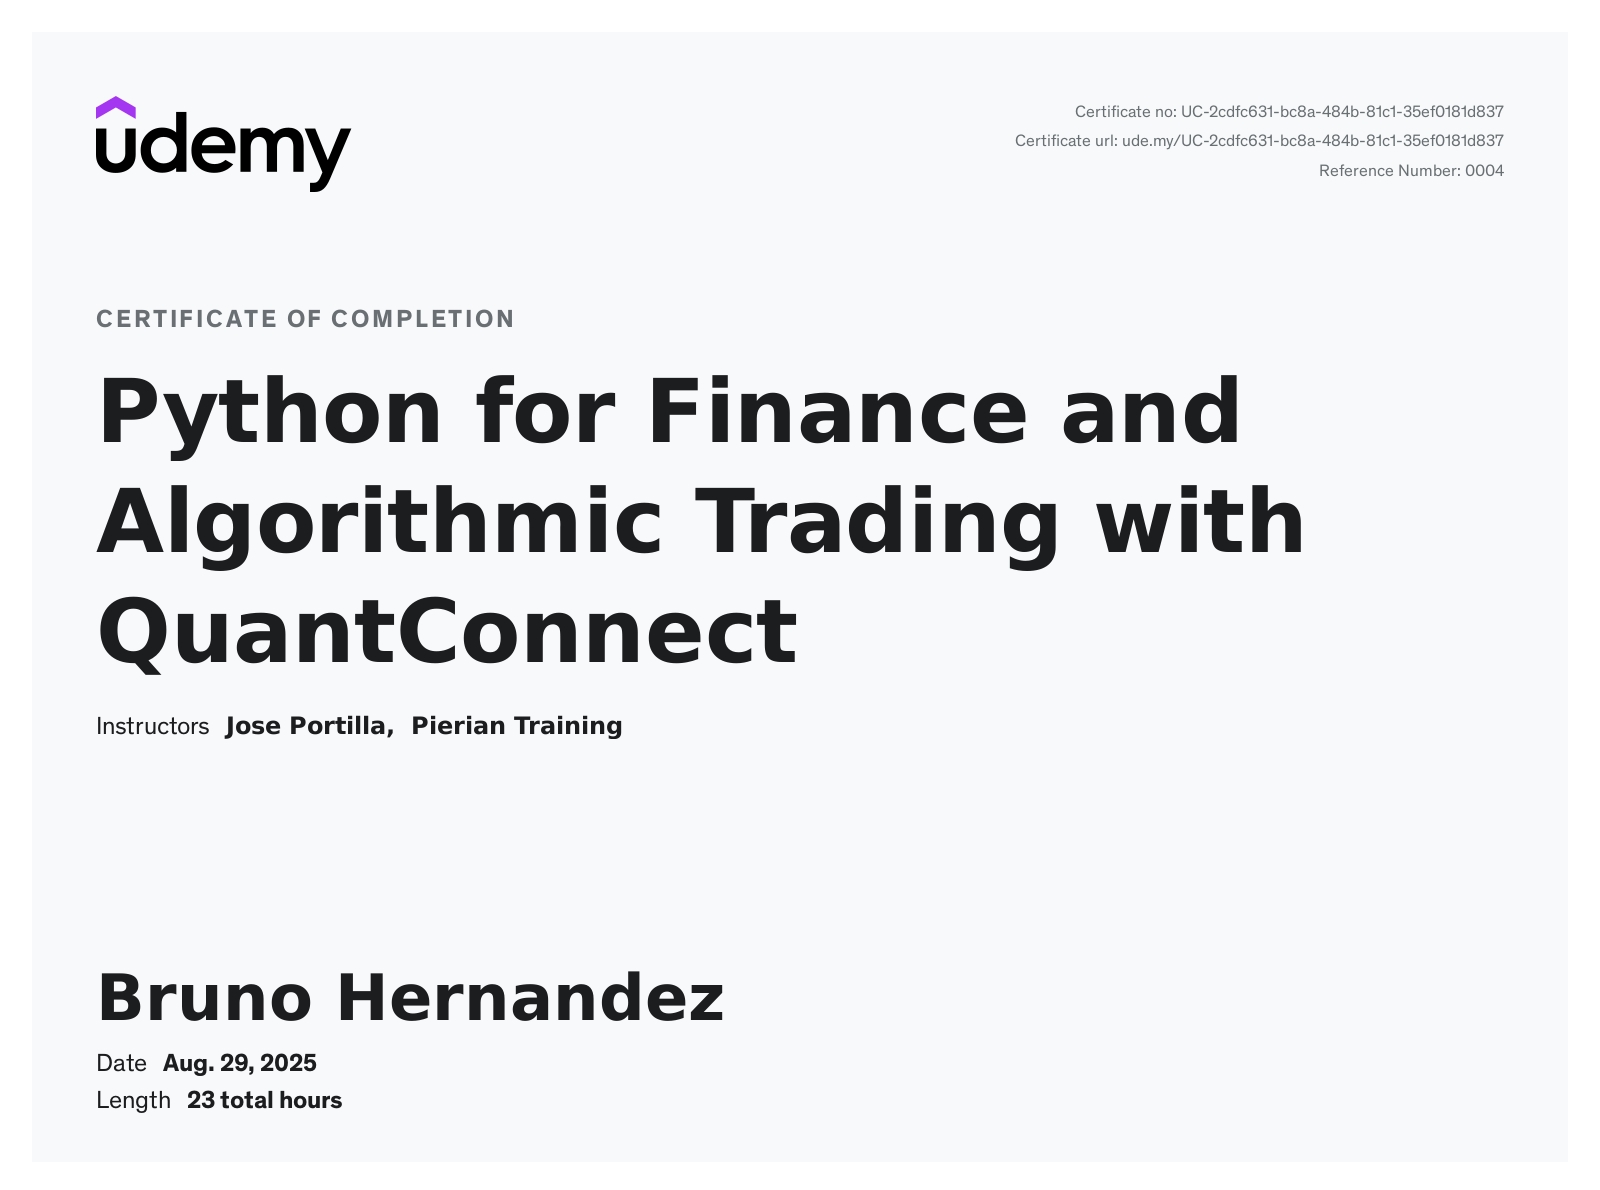 udemy
Certificate no: UC-2cdfc631-bc8a-484b-81c1-35ef0181d837
Certificate url: ude.my/UC-2cdfc631-bc8a-484b-81c1-35ef0181d837
Reference Number: 0004
CERTIFICATE OF COMPLETION
Python for Finance and
Algorithmic Trading with
QuantConnect
Instructors Jose Portilla, Pierian Training
Bruno Hernandez
Date Aug. 29, 2025
Length 23 total hours